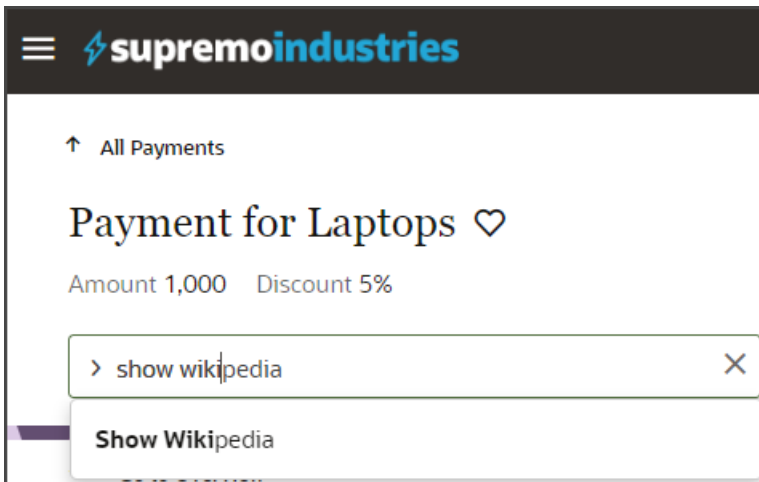 supremoindustries
All Payments
Payment for Laptops
Amount 1,000 Discount 5%
show wikipedia
Show Wikipedia